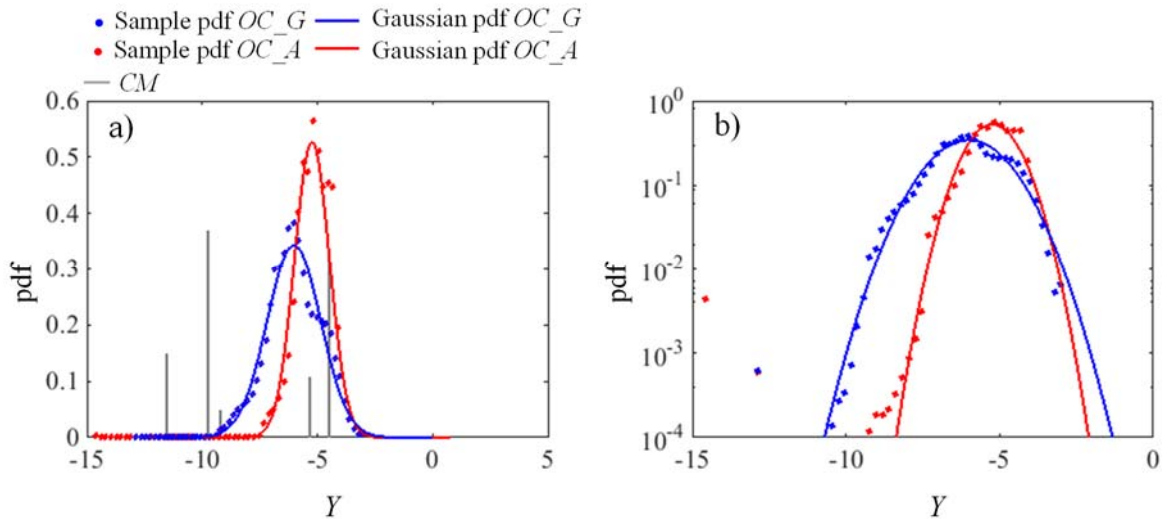 Sample pdf OC_G Gaussian pdf OC_G
Sample pdf OC_A Gaussian pdf OC_A
CM
a)
0.6
0.5
0.4
0.3
0.2
0.1
0
pdf
-15 -10 -5 0 5
Y
b)
10^0
10^-1
10^-2
10^-3
10^-4
pdf
-15 -10 -5 0
Y